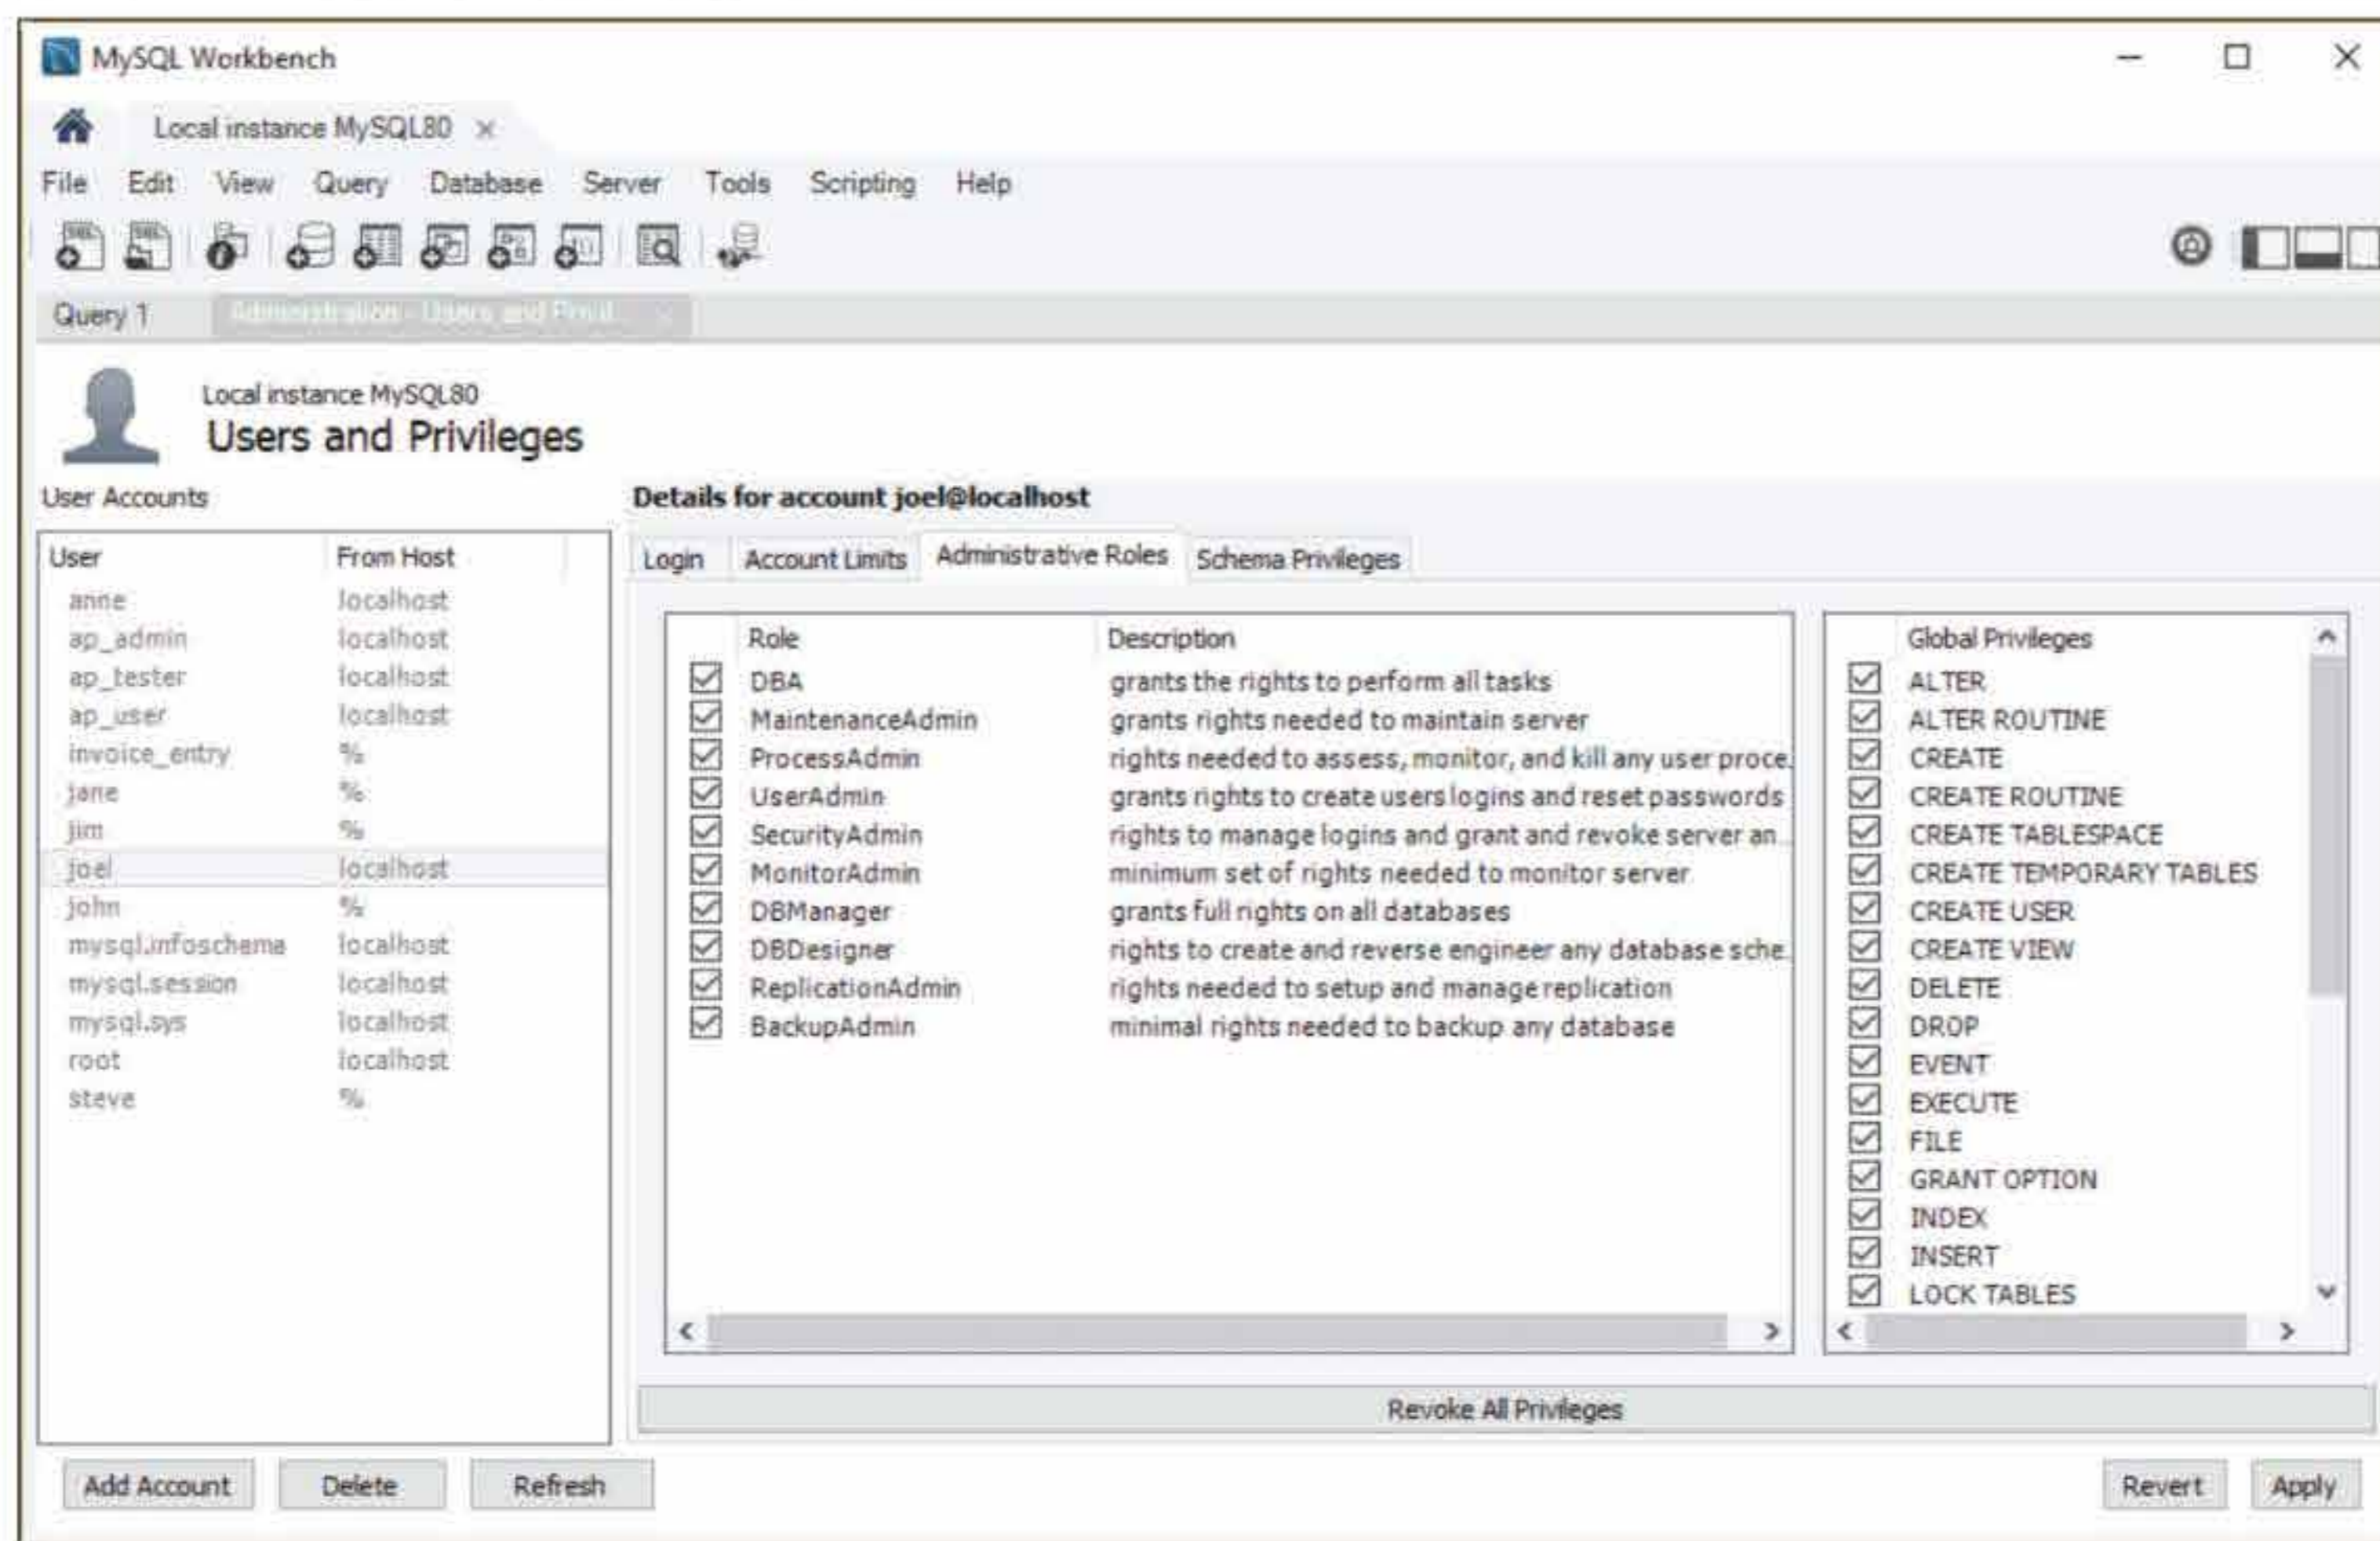 MySQL Workbench
Local instance MySQL80
File Edit View Query Database Server Tools Scripting Help
Query 1 Administration - Users and Privil...
Local instance MySQL80
Users and Privileges
User Accounts
Details for account joel@localhost
User From Host
anne localhost
ap_admin localhost
ap_tester localhost
ap_user localhost
invoice_entry %
jane %
jim %
joel localhost
john %
mysql.infoschema localhost
mysql.session localhost
mysql.sys localhost
root localhost
steve %
Login Account Limits Administrative Roles Schema Privileges
Role Description
DBA grants the rights to perform all tasks
MaintenanceAdmin grants rights needed to maintain server
ProcessAdmin rights needed to assess, monitor, and kill any user proce.
UserAdmin grants rights to create users logins and reset passwords
SecurityAdmin rights to manage logins and grant and revoke server an...
MonitorAdmin minimum set of rights needed to monitor server
DBManager grants full rights on all databases
DBDesigner rights to create and reverse engineer any database sche.
ReplicationAdmin rights needed to setup and manage replication
BackupAdmin minimal rights needed to backup any database
Global Privileges
ALTER
ALTER ROUTINE
CREATE
CREATE ROUTINE
CREATE TABLESPACE
CREATE TEMPORARY TABLES
CREATE USER
CREATE VIEW
DELETE
DROP
EVENT
EXECUTE
FILE
GRANT OPTION
INDEX
INSERT
LOCK TABLES
Revoke All Privileges
Add Account Delete Refresh Revert Apply